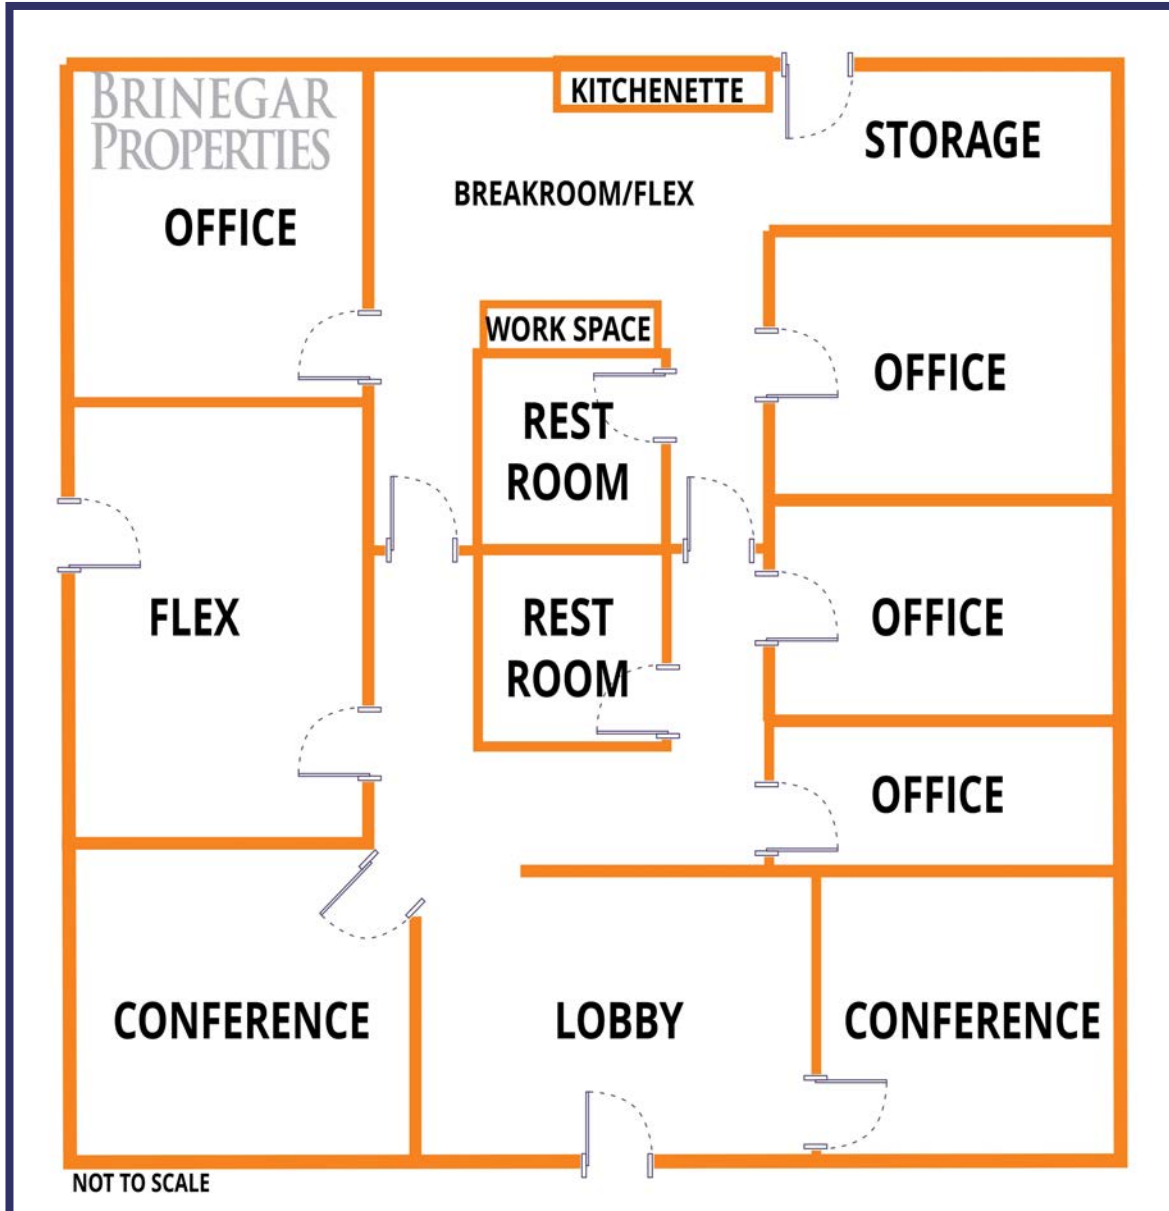 BRINEGAR
PROPERTIES
KITCHENETTE
STORAGE
BREAKROOM/FLEX
OFFICE
WORK SPACE
OFFICE
REST
ROOM
FLEX
REST
ROOM
OFFICE
OFFICE
CONFERENCE
LOBBY
CONFERENCE
NOT TO SCALE